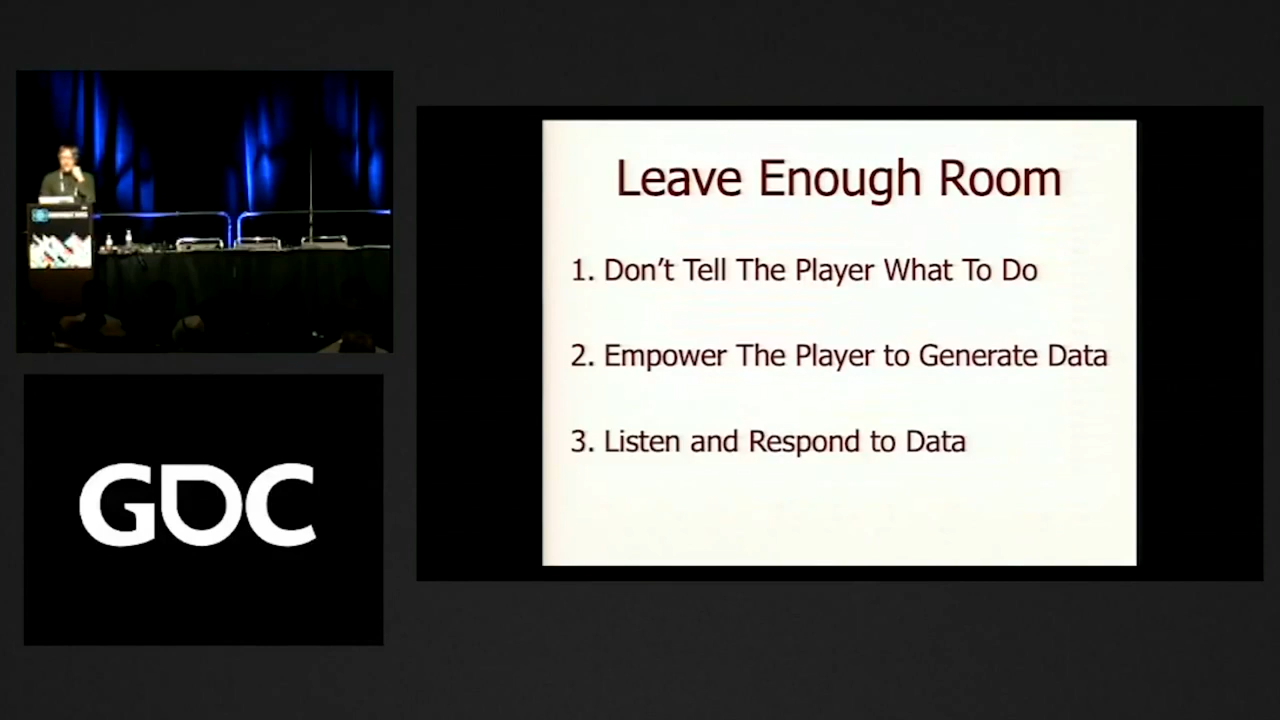 Leave Enough Room
1. Don't Tell The Player What To Do
2. Empower The Player to Generate Data
3. Listen and Respond to Data
GDC